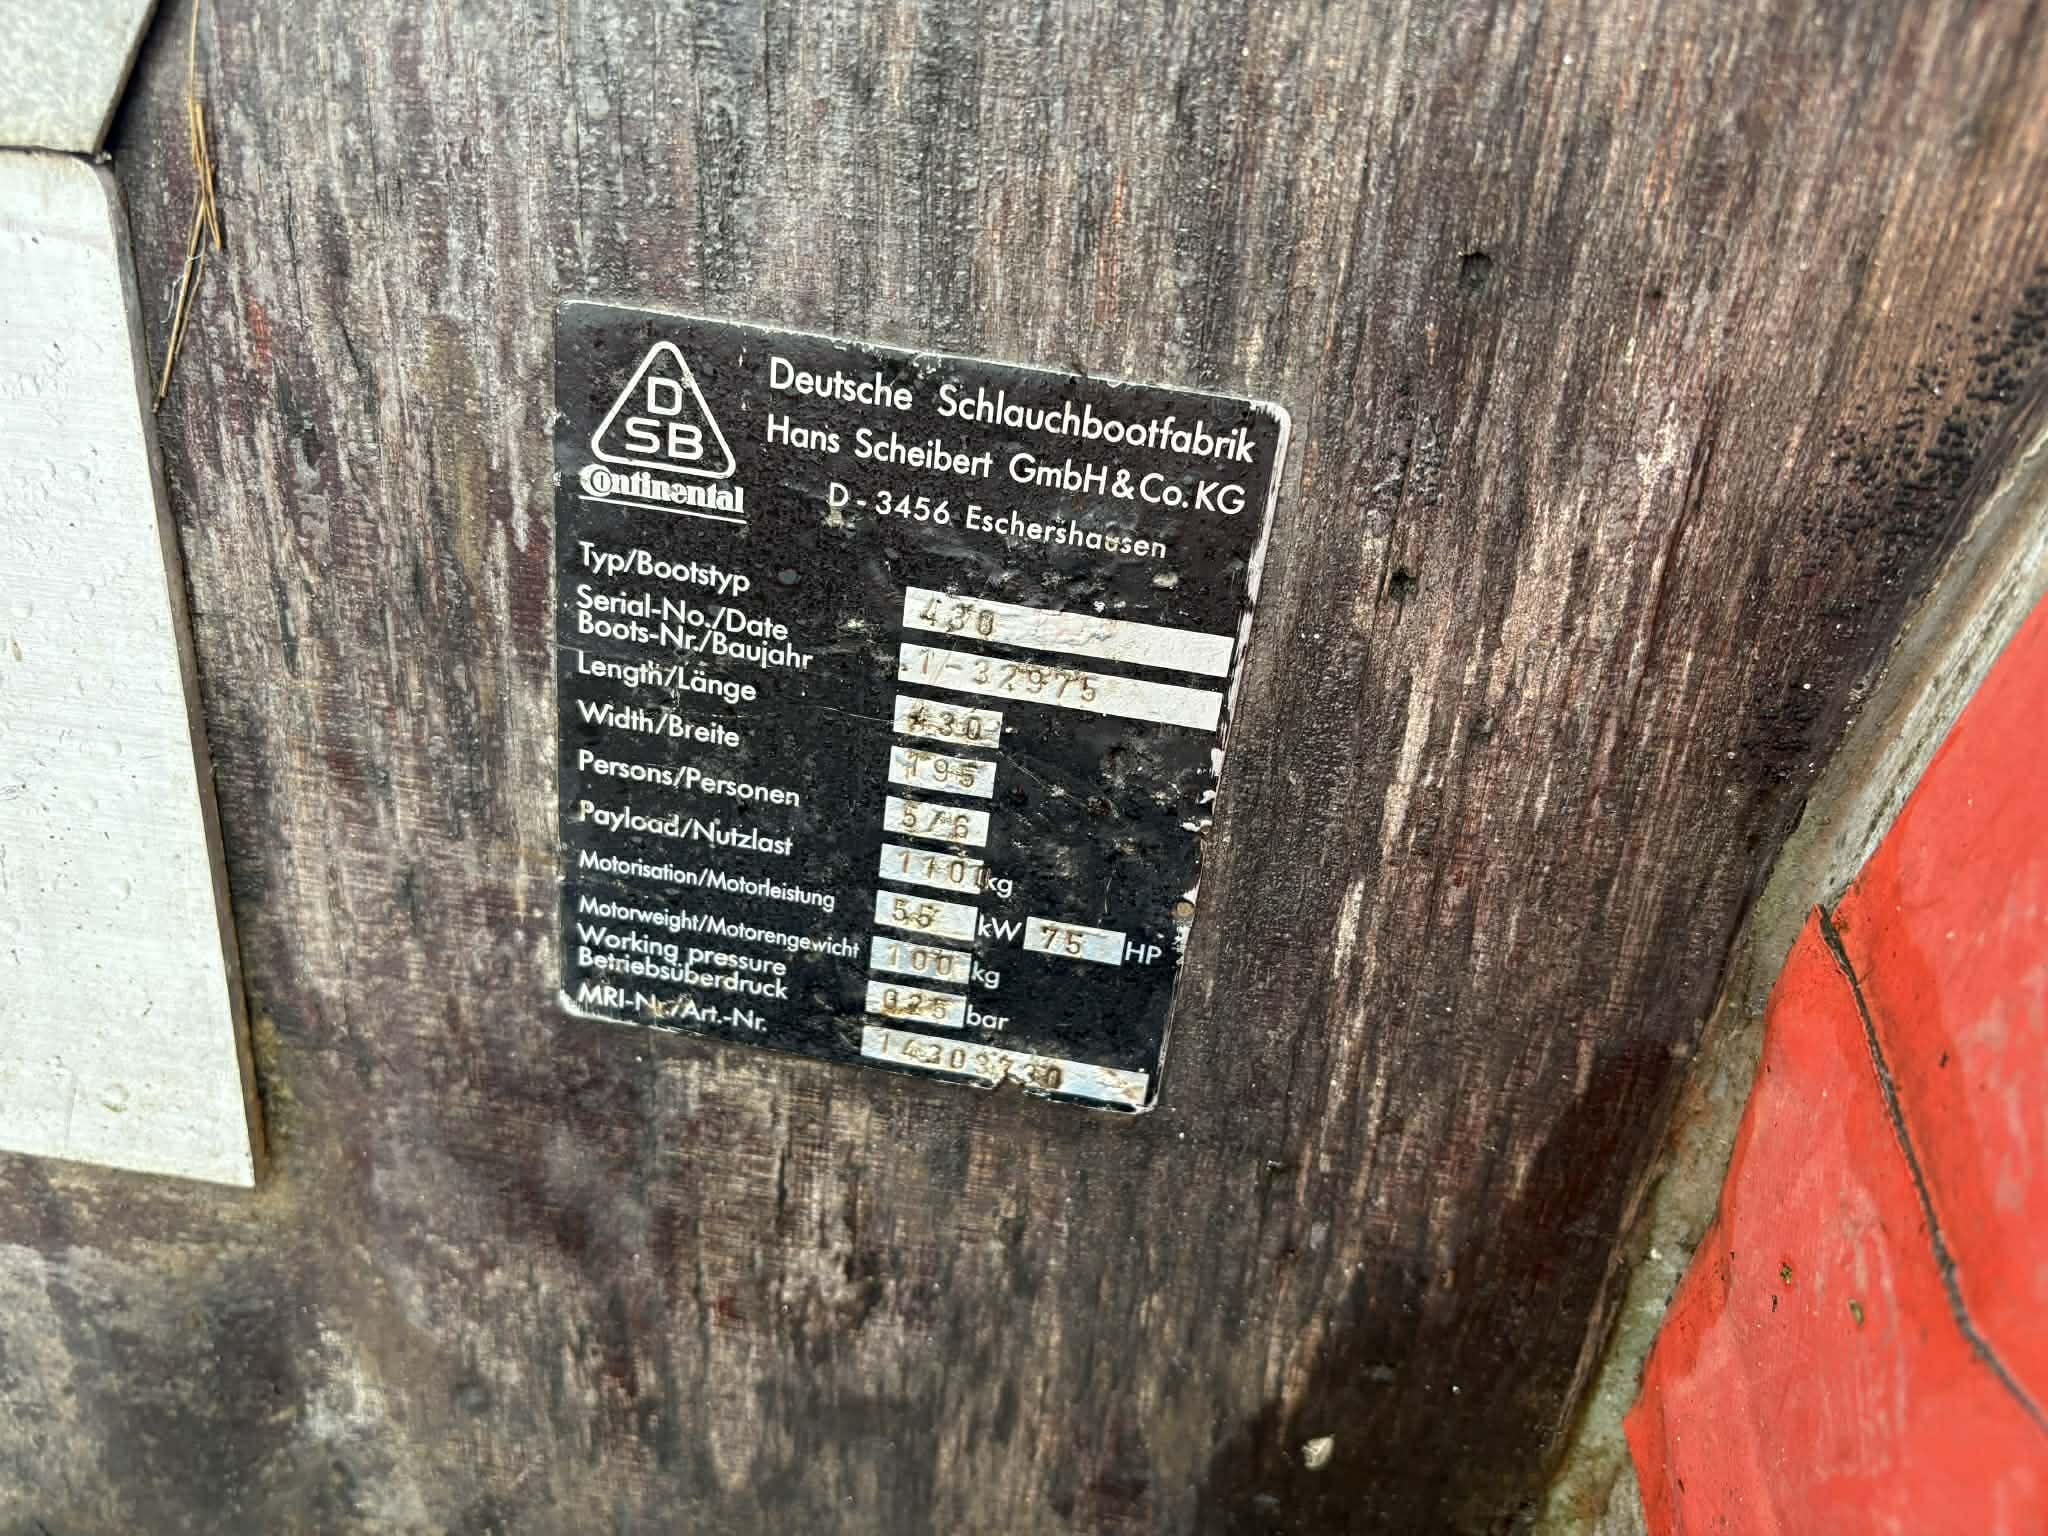 D
SB
Continental
Deutsche Schlauchbootfabrik
Hans Scheibert GmbH & Co. KG
D - 3456 Eschershausen
Typ/Bootstyp 430
Serial-No./Date
Boots-Nr./Baujahr .1/-32975
Length/Länge 430
Width/Breite 195
Persons/Personen 5/6
Payload/Nutzlast 1100 kg
Motorisation/Motorleistung 55 kW 75 HP
Motorweight/Motorengewicht 100 kg
Working pressure
Betriebsüberdruck 025 bar
MRI-Nr./Art.-Nr.